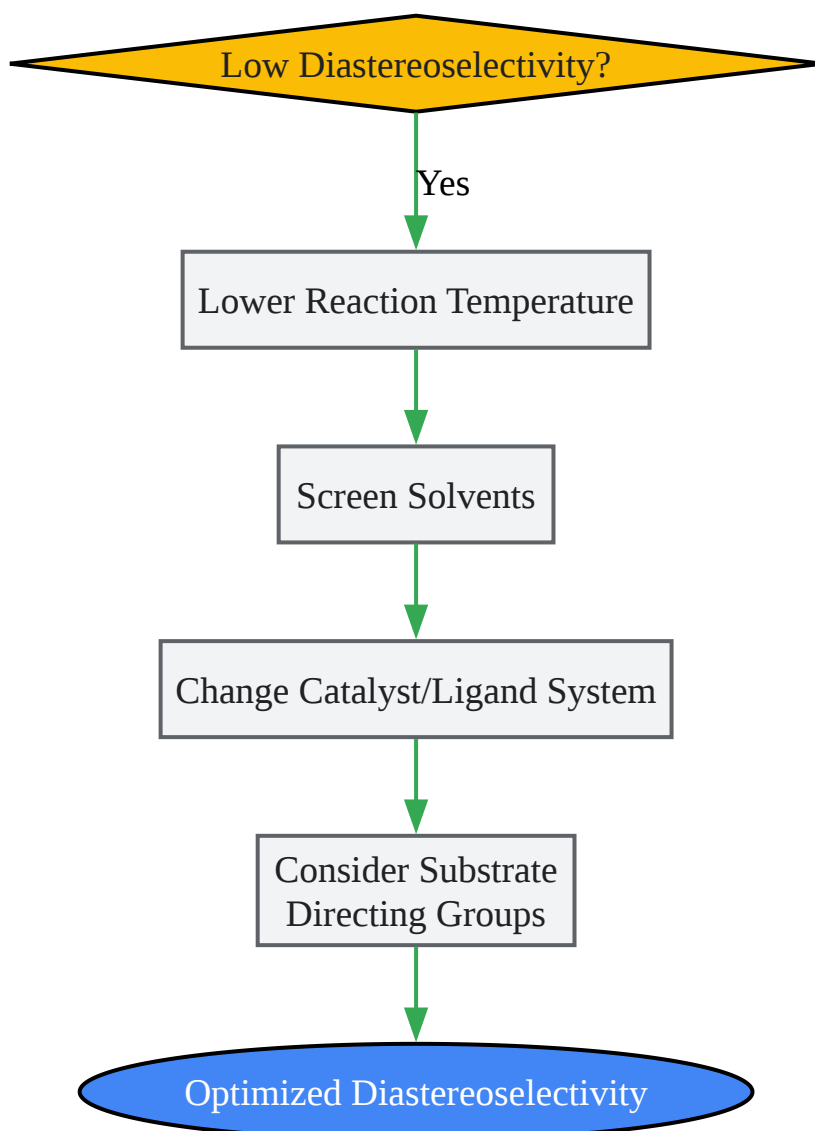 Low Diastereoselectivity?
Yes
Lower Reaction Temperature
Screen Solvents
Change Catalyst/Ligand System
Consider Substrate
Directing Groups
Optimized Diastereoselectivity